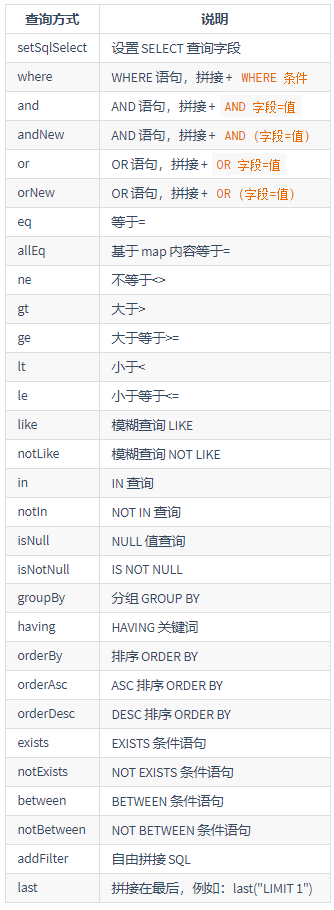 查询方式 说明
setSqlSelect 设置 SELECT 查询字段
where WHERE 语句，拼接 + WHERE 条件
and AND 语句，拼接 + AND 字段=值
andNew AND 语句，拼接 + AND (字段=值)
or OR 语句，拼接 + OR 字段=值
orNew OR 语句，拼接 + OR (字段=值)
eq 等于=
allEq 基于 map 内容等于=
ne 不等于<>
gt 大于>
ge 大于等于>=
lt 小于<
le 小于等于<=
like 模糊查询 LIKE
notLike 模糊查询 NOT LIKE
in IN 查询
notIn NOT IN 查询
isNull NULL 值查询
isNotNull IS NOT NULL
groupBy 分组 GROUP BY
having HAVING 关键词
orderBy 排序 ORDER BY
orderAsc ASC 排序 ORDER BY
orderDesc DESC 排序 ORDER BY
exists EXISTS 条件语句
notExists NOT EXISTS 条件语句
between BETWEEN 条件语句
notBetween NOT BETWEEN 条件语句
addFilter 自由拼接 SQL
last 拼接在最后，例如：last("LIMIT 1")